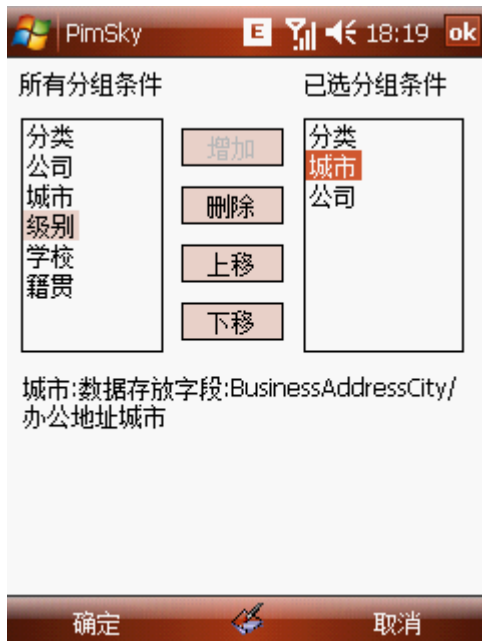 PimSky E 18:19 ok
所有分组条件
已选分组条件
分类
公司
城市
级别
学校
籍贯
增加
删除
上移
下移
分类
城市
公司
城市:数据存放字段:BusinessAddressCity/
办公地址城市
确定
取消